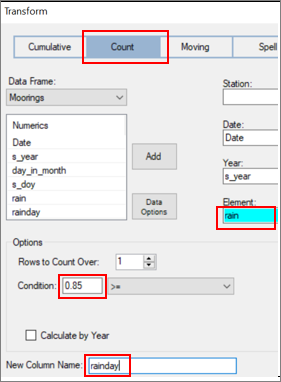 Transform
Cumulative Count Moving Spell
Data Frame: Station:
Moorings
Numerics
Date
s_year
day_in_month
s_doy
rain
rainday
Add
Data Options
Date:
Date
Year:
s_year
Element:
rain
Options
Rows to Count Over: 1
Condition: 0.85 >=
Calculate by Year
New Column Name: rainday